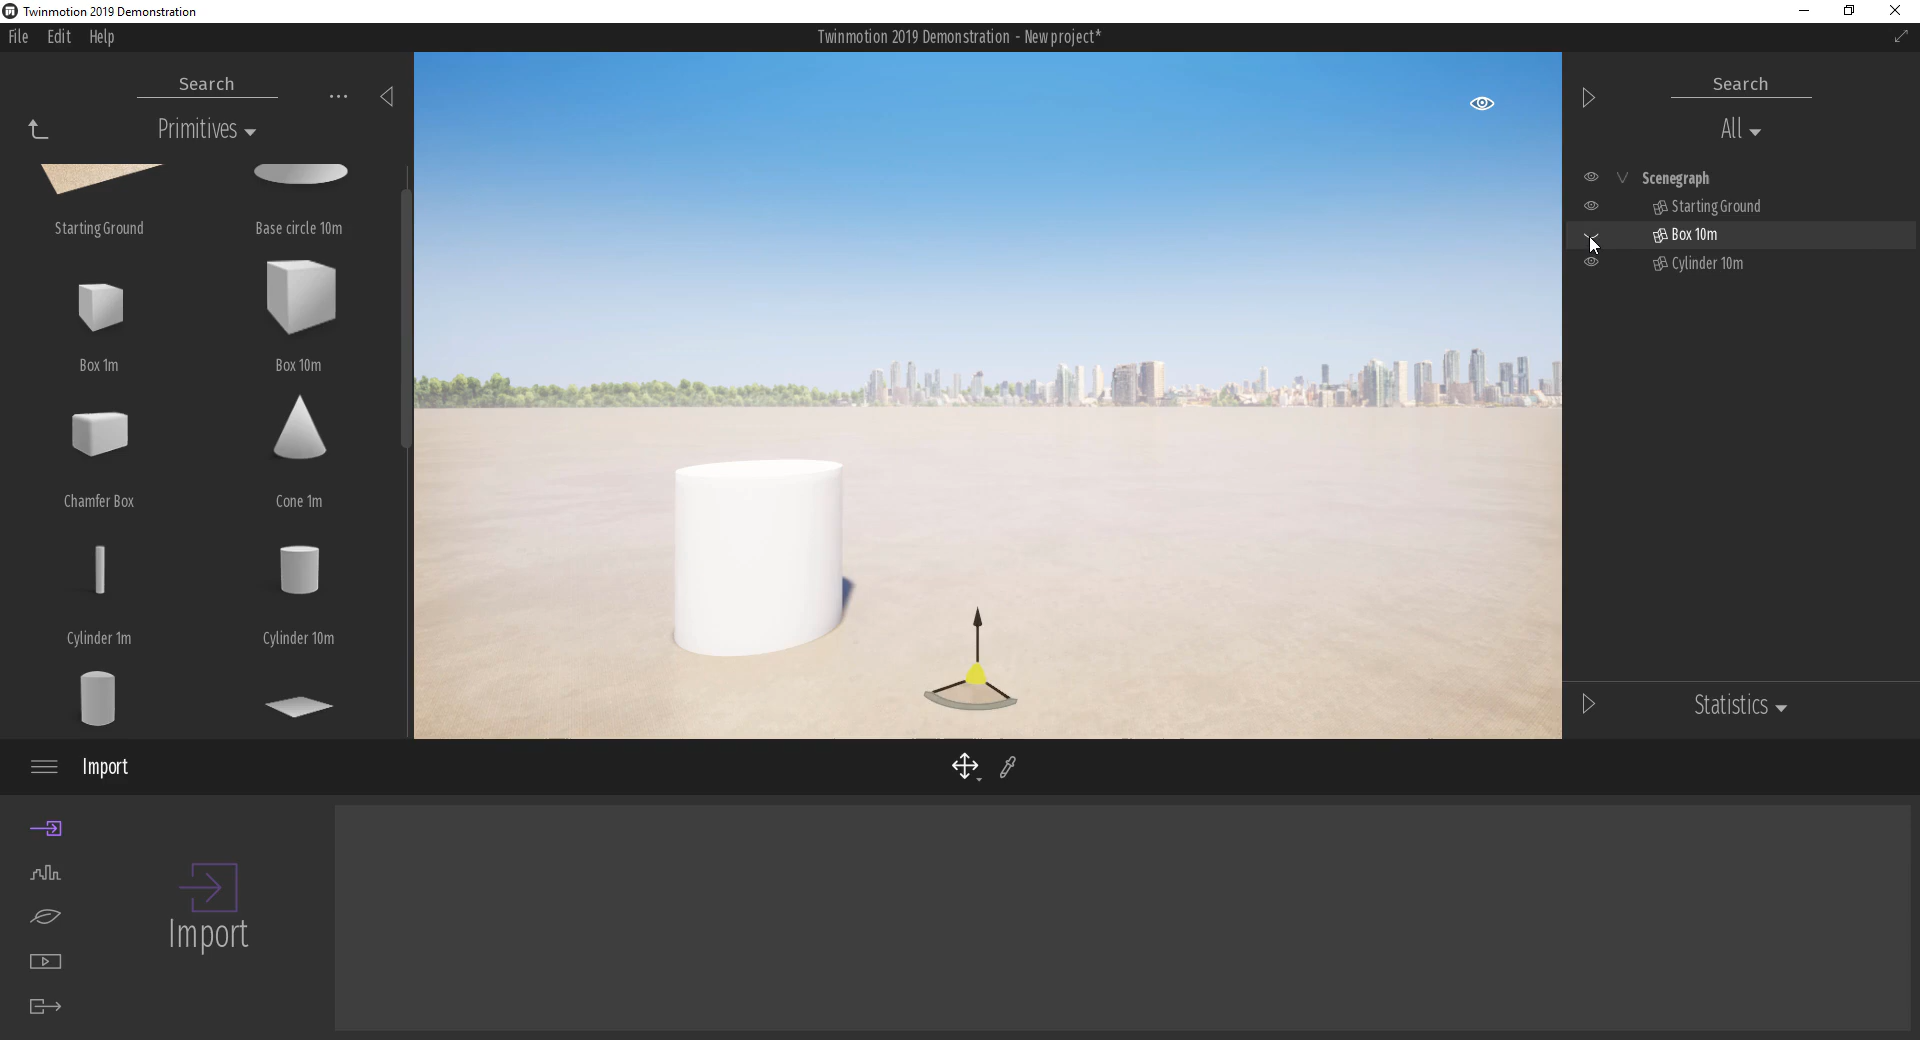 Twinmotion 2019 Demonstration
File Edit Help
Twinmotion 2019 Demonstration - New project*
Search
Primitives
Starting Ground
Base circle 10m
Box 1m
Box 10m
Chamfer Box
Cone 1m
Cylinder 1m
Cylinder 10m
Search
All
Scenegraph
Starting Ground
Box 10m
Cylinder 10m
Statistics
Import
Import